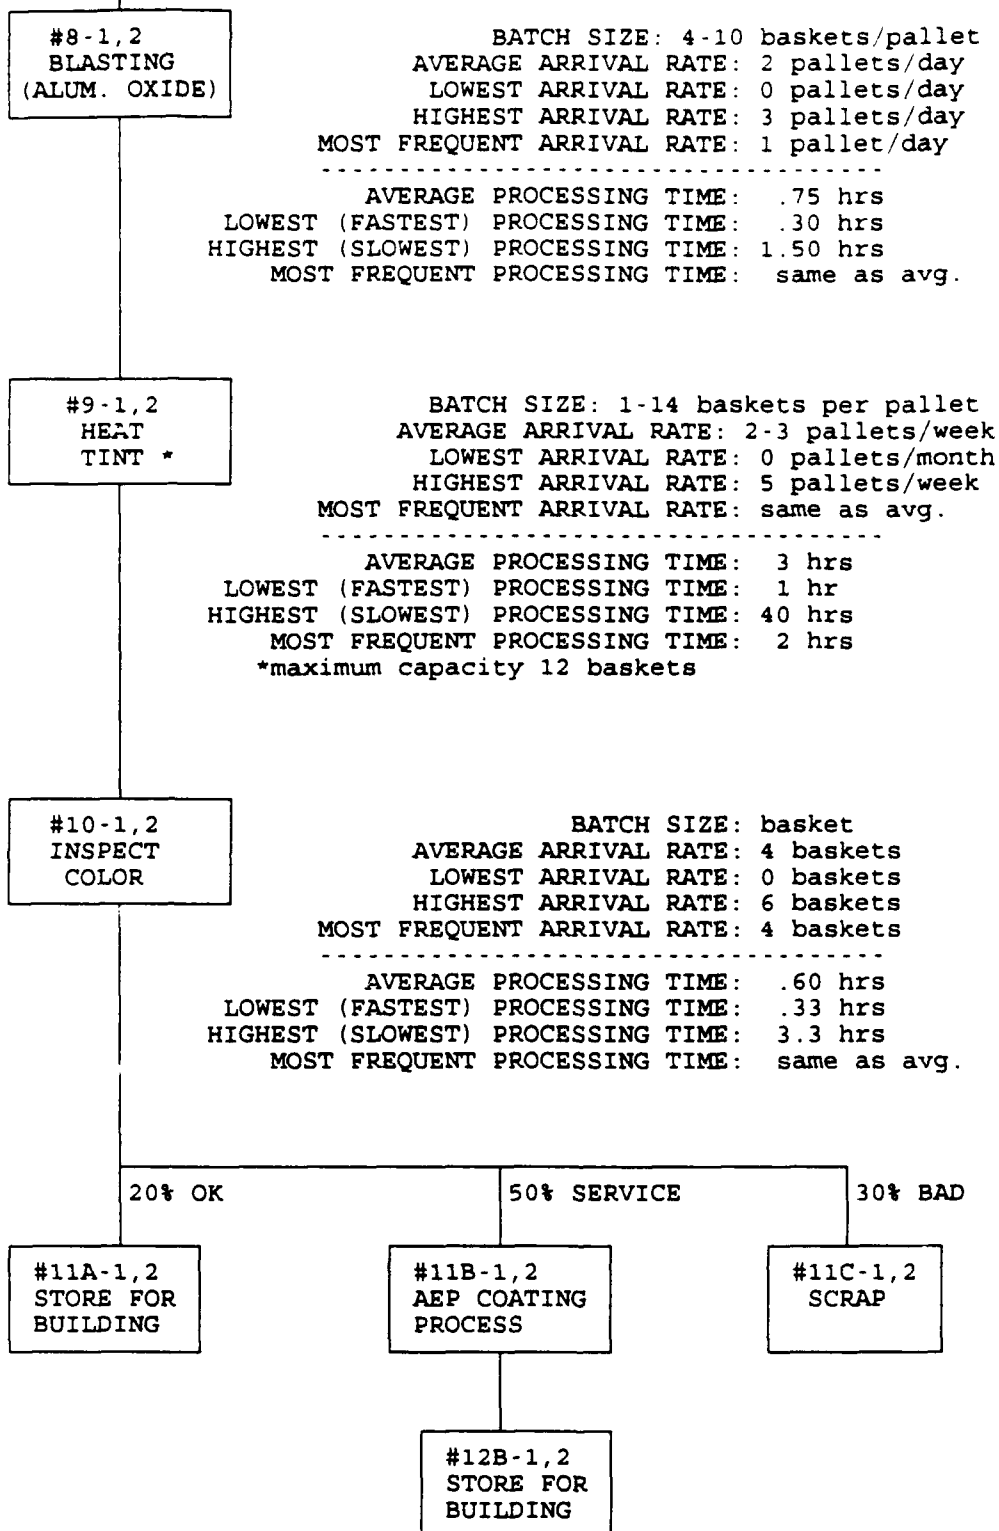 #8-1,2
BLASTING
(ALUM. OXIDE)
BATCH SIZE: 4-10 baskets/pallet
AVERAGE ARRIVAL RATE: 2 pallets/day
LOWEST ARRIVAL RATE: 0 pallets/day
HIGHEST ARRIVAL RATE: 3 pallets/day
MOST FREQUENT ARRIVAL RATE: 1 pallet/day
-----------------------------------
AVERAGE PROCESSING TIME: .75 hrs
LOWEST (FASTEST) PROCESSING TIME: .30 hrs
HIGHEST (SLOWEST) PROCESSING TIME: 1.50 hrs
MOST FREQUENT PROCESSING TIME: same as avg.
#9-1,2
HEAT
TINT *
BATCH SIZE: 1-14 baskets per pallet
AVERAGE ARRIVAL RATE: 2-3 pallets/week
LOWEST ARRIVAL RATE: 0 pallets/month
HIGHEST ARRIVAL RATE: 5 pallets/week
MOST FREQUENT ARRIVAL RATE: same as avg.
-----------------------------------
AVERAGE PROCESSING TIME: 3 hrs
LOWEST (FASTEST) PROCESSING TIME: 1 hr
HIGHEST (SLOWEST) PROCESSING TIME: 40 hrs
MOST FREQUENT PROCESSING TIME: 2 hrs
*maximum capacity 12 baskets
#10-1,2
INSPECT
COLOR
BATCH SIZE: basket
AVERAGE ARRIVAL RATE: 4 baskets
LOWEST ARRIVAL RATE: 0 baskets
HIGHEST ARRIVAL RATE: 6 baskets
MOST FREQUENT ARRIVAL RATE: 4 baskets
-----------------------------------
AVERAGE PROCESSING TIME: .60 hrs
LOWEST (FASTEST) PROCESSING TIME: .33 hrs
HIGHEST (SLOWEST) PROCESSING TIME: 3.3 hrs
MOST FREQUENT PROCESSING TIME: same as avg.
20% OK
50% SERVICE
30% BAD
#11A-1,2
STORE FOR
BUILDING
#11B-1,2
AEP COATING
PROCESS
#11C-1,2
SCRAP
#12B-1,2
STORE FOR
BUILDING